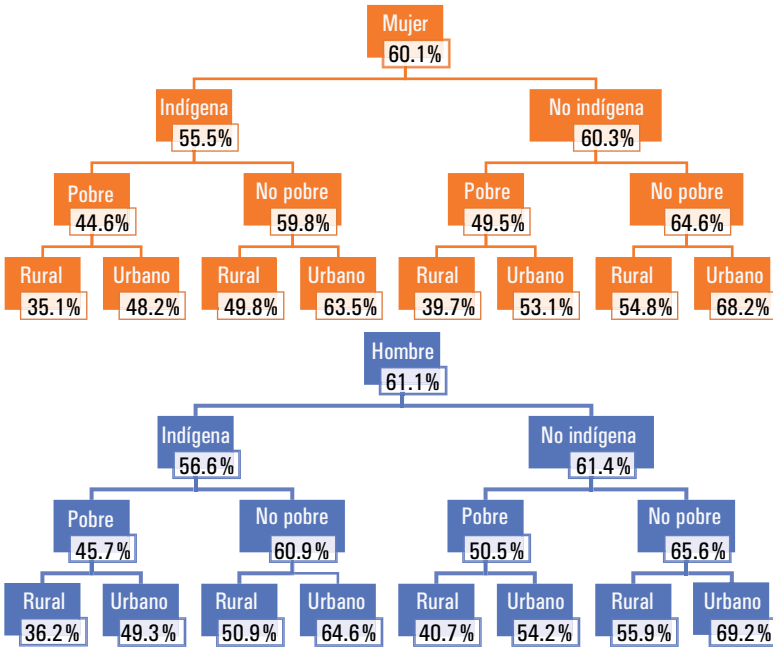 Mujer
60.1%
Indígena No indígena
55.5% 60.3%
Pobre No pobre Pobre No pobre
44.6% 59.8% 49.5% 64.6%
Rural Urbano Rural Urbano Rural Urbano Rural Urbano
35.1% 48.2% 49.8% 63.5% 39.7% 53.1% 54.8% 68.2%
Hombre
61.1%
Indígena No indígena
56.6% 61.4%
Pobre No pobre Pobre No pobre
45.7% 60.9% 50.5% 65.6%
Rural Urbano Rural Urbano Rural Urbano Rural Urbano
36.2% 49.3% 50.9% 64.6% 40.7% 54.2% 55.9% 69.2%